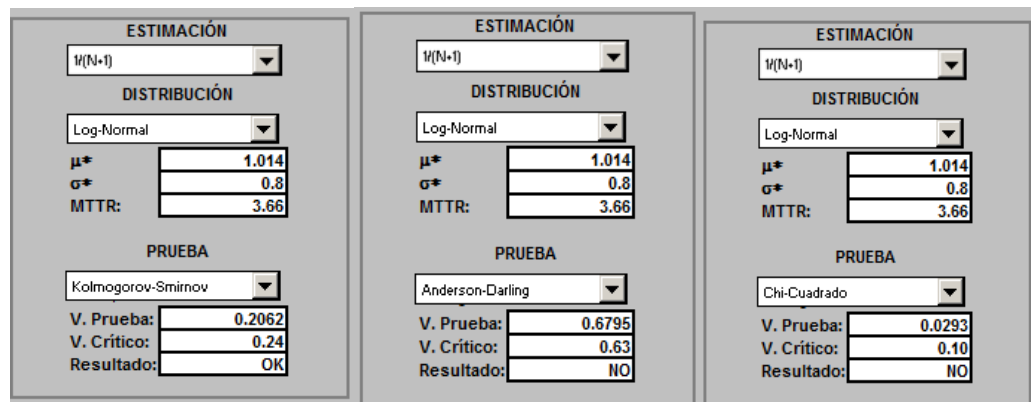 ESTIMACIÓN
1/(N+1)
DISTRIBUCIÓN
Log-Normal
μ* 1.014
σ* 0.8
MTTR: 3.66
PRUEBA
Kolmogorov-Smirnov
V. Prueba: 0.2062
V. Crítico: 0.24
Resultado: OK
ESTIMACIÓN
1/(N+1)
DISTRIBUCIÓN
Log-Normal
μ* 1.014
σ* 0.8
MTTR: 3.66
PRUEBA
Anderson-Darling
V. Prueba: 0.6795
V. Crítico: 0.63
Resultado: NO
ESTIMACIÓN
1/(N+1)
DISTRIBUCIÓN
Log-Normal
μ* 1.014
σ* 0.8
MTTR: 3.66
PRUEBA
Chi-Cuadrado
V. Prueba: 0.0293
V. Crítico: 0.10
Resultado: NO